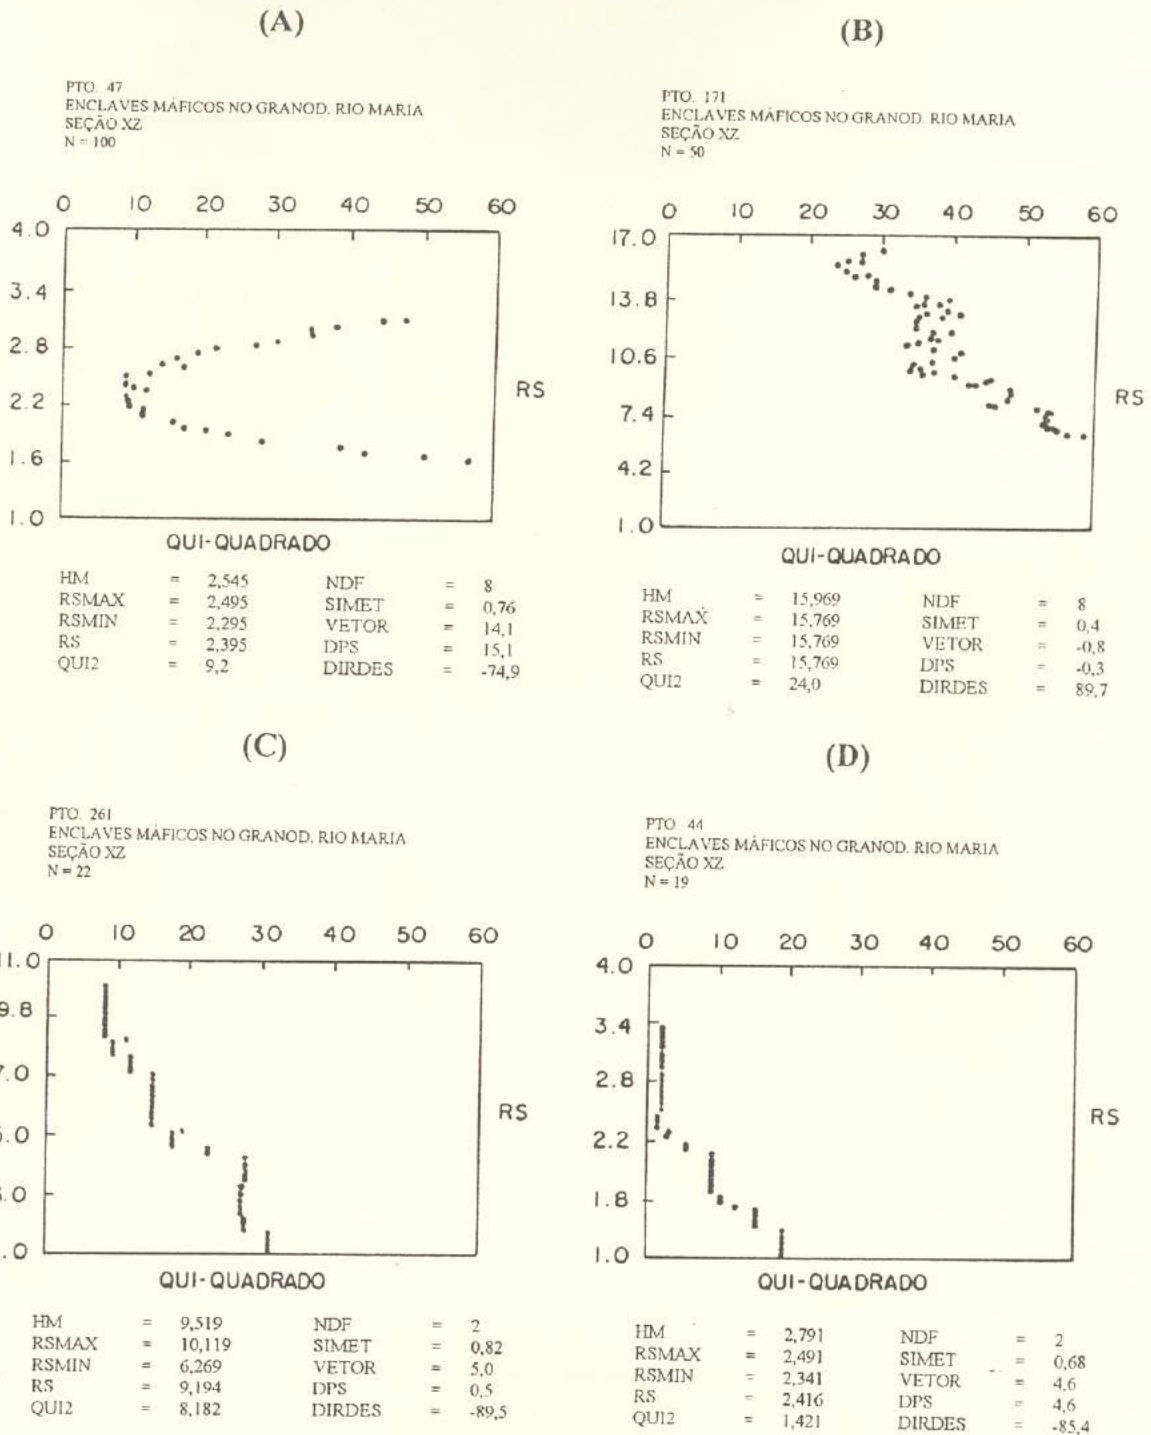 (A)
PTO. 47
ENCLAVES MÁFICOS NO GRANOD. RIO MARIA
SEÇÃO XZ
N = 100
0 10 20 30 40 50 60
4.0
3.4
2.8
2.2
1.6
1.0
RS
QUI-QUADRADO
HM = 2,545 NDF = 8
RSMAX = 2,495 SIMET = 0,76
RSMIN = 2,295 VETOR = 14,1
RS = 2,395 DPS = 15,1
QUI2 = 9,2 DIRDES = -74,9
(B)
PTO. 171
ENCLAVES MÁFICOS NO GRANOD. RIO MARIA
SEÇÃO XZ
N = 50
0 10 20 30 40 50 60
17.0
13.8
10.6
7.4
4.2
1.0
RS
QUI-QUADRADO
HM = 15,969 NDF = 8
RSMAX = 15,769 SIMET = 0,4
RSMIN = 15,769 VETOR = -0,8
RS = 15,769 DPS = -0,3
QUI2 = 24,0 DIRDES = 89,7
(C)
PTO. 261
ENCLAVES MÁFICOS NO GRANOD. RIO MARIA
SEÇÃO XZ
N = 22
0 10 20 30 40 50 60
11.0
9.8
7.0
.0
.0
.0
RS
QUI-QUADRADO
HM = 9,519 NDF = 2
RSMAX = 10,119 SIMET = 0,82
RSMIN = 6,269 VETOR = 5,0
RS = 9,194 DPS = 0,5
QUI2 = 8,182 DIRDES = -89,5
(D)
PTO 44
ENCLAVES MÁFICOS NO GRANOD. RIO MARIA
SEÇÃO XZ
N = 19
0 10 20 30 40 50 60
4.0
3.4
2.8
2.2
1.8
1.0
RS
QUI-QUADRADO
HM = 2,791 NDF = 2
RSMAX = 2,491 SIMET = 0,68
RSMIN = 2,341 VETOR = 4,6
RS = 2,416 DPS = 4,6
QUI2 = 1,421 DIRDES = -85,4